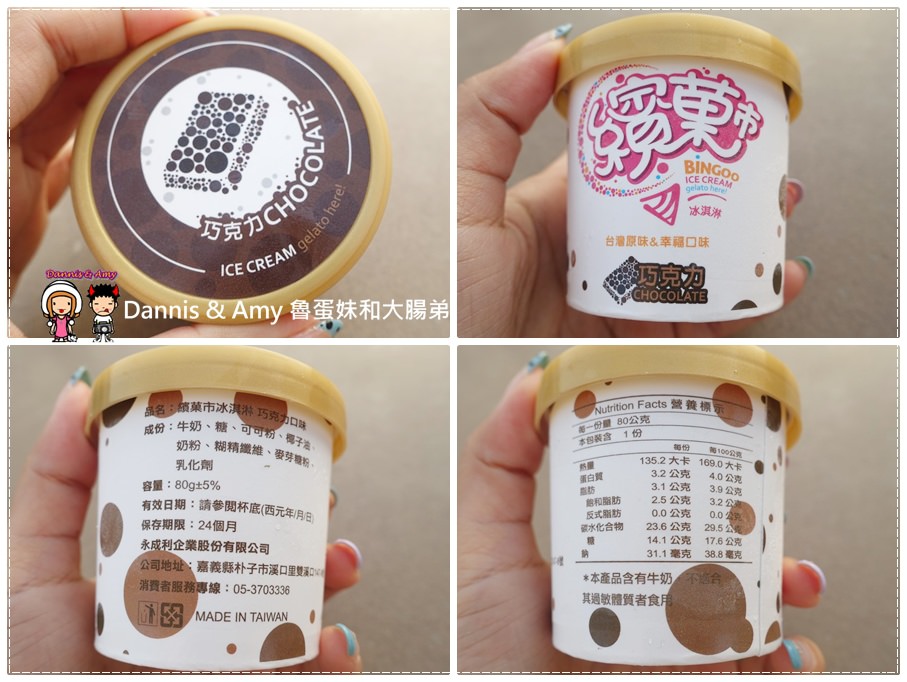 巧克力CHOCOLATE
ICE CREAM gelato here!
Dannis & Amy
Dannis & Amy 魯蛋妹和大腸弟
繽菓市
BiNGOo
ICE CREAM
gelato here!
冰淇淋
台灣原味&幸福口味
巧克力
CHOCOLATE
品名：繽菓市冰淇淋 巧克力口味
成份：牛奶、糖、可可粉、椰子油、
奶粉、糊精纖維、麥芽糖粉、
乳化劑
容量：80g±5%
有效日期：請參閱杯底(西元年/月/日)
保存期限：24個月
永成利企業股份有限公司
公司地址：嘉義縣朴子市溪口里雙溪口
消費者服務專線：05-3703336
MADE IN TAIWAN
Nutrition Facts 營養標示
每一份量 80公克
本包裝含 1 份
每份 每100公克
熱量 135.2 大卡 169.0 大卡
蛋白質 3.2 公克 4.0 公克
脂肪 3.1 公克 3.9 公克
飽和脂肪 2.5 公克 3.2 公克
反式脂肪 0.0 公克 0.0 公克
碳水化合物 23.6 公克 29.5 公克
糖 14.1 公克 17.6 公克
鈉 31.1 毫克 38.8 毫克
＊本產品含有牛奶，不適合
其過敏體質者食用